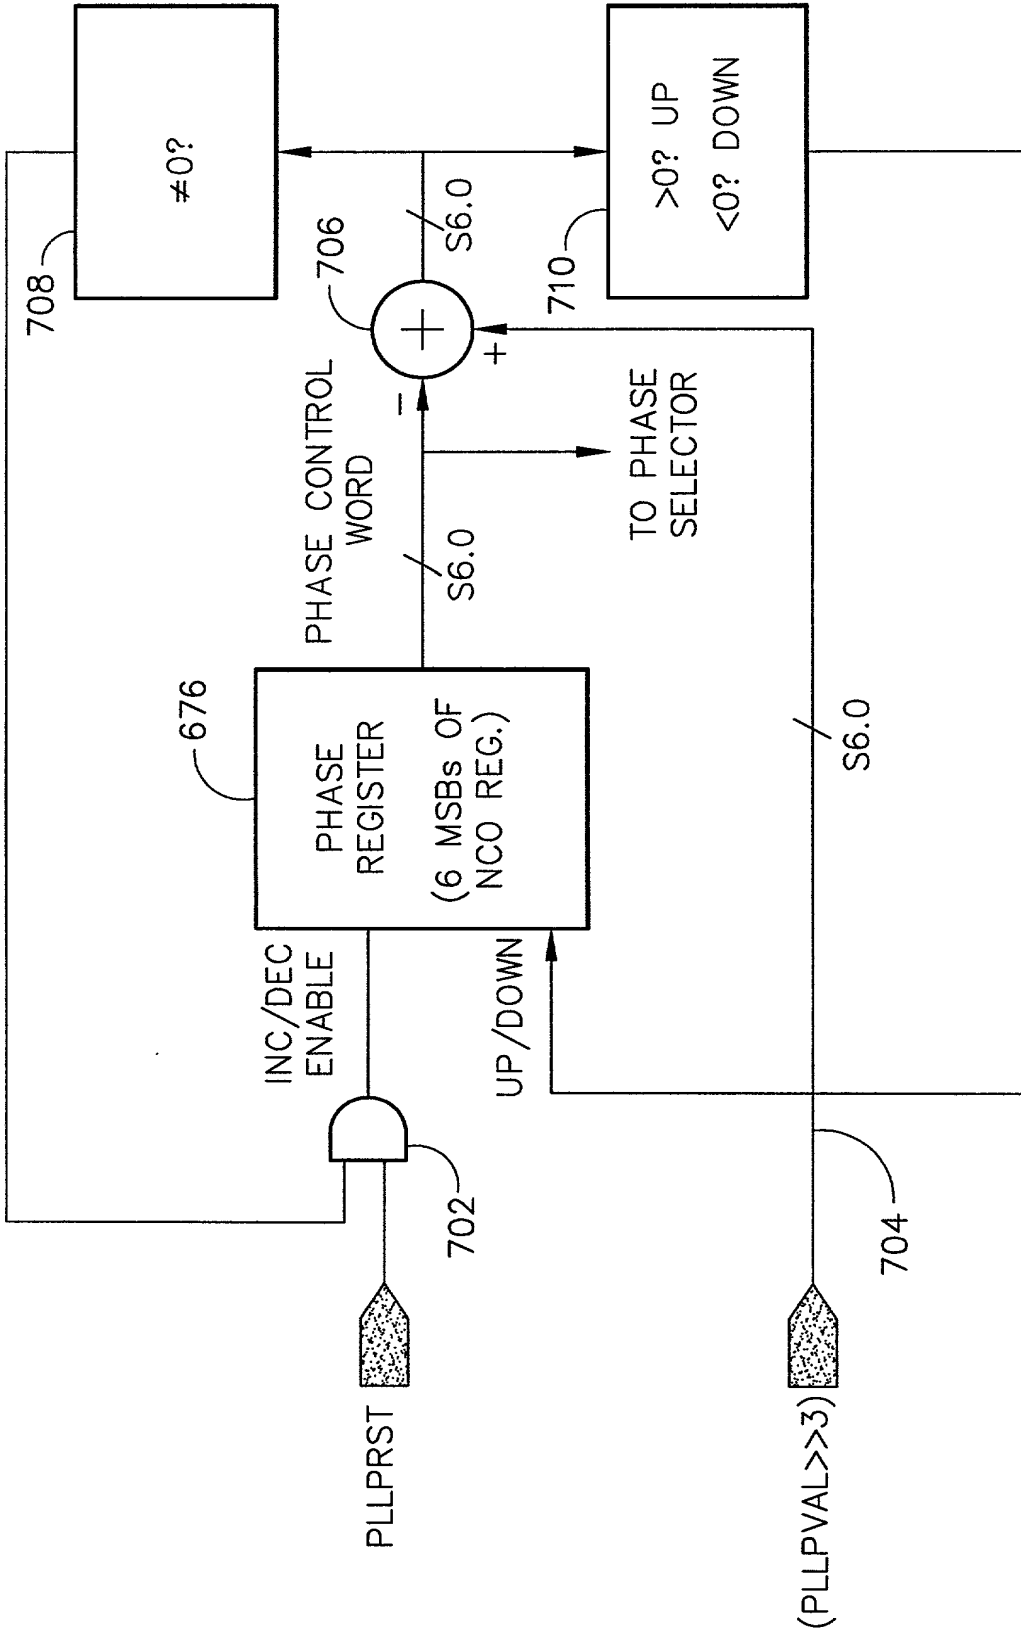 708
≠0?
706
S6.0
710
>0? UP
<0? DOWN
PHASE CONTROL
WORD
−
+
S6.0
TO PHASE
SELECTOR
676
PHASE
REGISTER
(6 MSBs OF
NCO REG.)
S6.0
INC/DEC
ENABLE
UP/DOWN
702
704
PLLPRST
(PLLPVAL>>3)